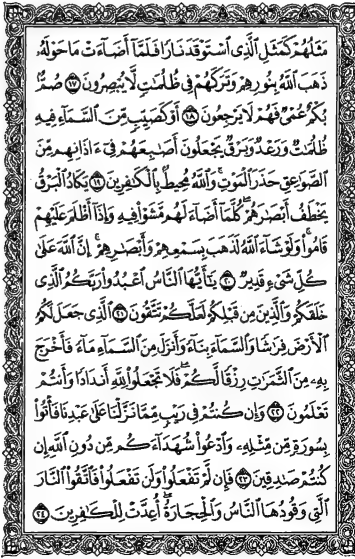 مَثَلُهُمْ كَمَثَلِ ٱلَّذِى ٱسْتَوْقَدَ نَارًا فَلَمَّآ أَضَآءَتْ مَا حَوْلَهُۥ
ذَهَبَ ٱللَّهُ بِنُورِهِمْ وَتَرَكَهُمْ فِى ظُلُمَٰتٍ لَّا يُبْصِرُونَ ١٧ صُمٌّۢ
بُكْمٌ عُمْىٌ فَهُمْ لَا يَرْجِعُونَ ١٨ أَوْ كَصَيِّبٍ مِّنَ ٱلسَّمَآءِ فِيهِ
ظُلُمَٰتٌ وَرَعْدٌ وَبَرْقٌ يَجْعَلُونَ أَصَٰبِعَهُمْ فِىٓ ءَاذَانِهِم مِّنَ
ٱلصَّوَٰعِقِ حَذَرَ ٱلْمَوْتِ ۚ وَٱللَّهُ مُحِيطٌۢ بِٱلْكَٰفِرِينَ ١٩ يَكَادُ ٱلْبَرْقُ
يَخْطَفُ أَبْصَٰرَهُمْ ۖ كُلَّمَآ أَضَآءَ لَهُم مَّشَوْا۟ فِيهِ وَإِذَآ أَظْلَمَ عَلَيْهِمْ
قَامُوا۟ ۚ وَلَوْ شَآءَ ٱللَّهُ لَذَهَبَ بِسَمْعِهِمْ وَأَبْصَٰرِهِمْ ۚ إِنَّ ٱللَّهَ عَلَىٰ
كُلِّ شَىْءٍ قَدِيرٌ ٢٠ يَٰٓأَيُّهَا ٱلنَّاسُ ٱعْبُدُوا۟ رَبَّكُمُ ٱلَّذِى
خَلَقَكُمْ وَٱلَّذِينَ مِن قَبْلِكُمْ لَعَلَّكُمْ تَتَّقُونَ ٢١ ٱلَّذِى جَعَلَ لَكُمُ
ٱلْأَرْضَ فِرَٰشًا وَٱلسَّمَآءَ بِنَآءً وَأَنزَلَ مِنَ ٱلسَّمَآءِ مَآءً فَأَخْرَجَ
بِهِۦ مِنَ ٱلثَّمَرَٰتِ رِزْقًا لَّكُمْ ۖ فَلَا تَجْعَلُوا۟ لِلَّهِ أَندَادًا وَأَنتُمْ
تَعْلَمُونَ ٢٢ وَإِن كُنتُمْ فِى رَيْبٍ مِّمَّا نَزَّلْنَا عَلَىٰ عَبْدِنَا فَأْتُوا۟
بِسُورَةٍ مِّن مِّثْلِهِۦ وَٱدْعُوا۟ شُهَدَآءَكُم مِّن دُونِ ٱللَّهِ إِن
كُنتُمْ صَٰدِقِينَ ٢٣ فَإِن لَّمْ تَفْعَلُوا۟ وَلَن تَفْعَلُوا۟ فَٱتَّقُوا۟ ٱلنَّارَ
ٱلَّتِى وَقُودُهَا ٱلنَّاسُ وَٱلْحِجَارَةُ ۖ أُعِدَّتْ لِلْكَٰفِرِينَ ٢٤